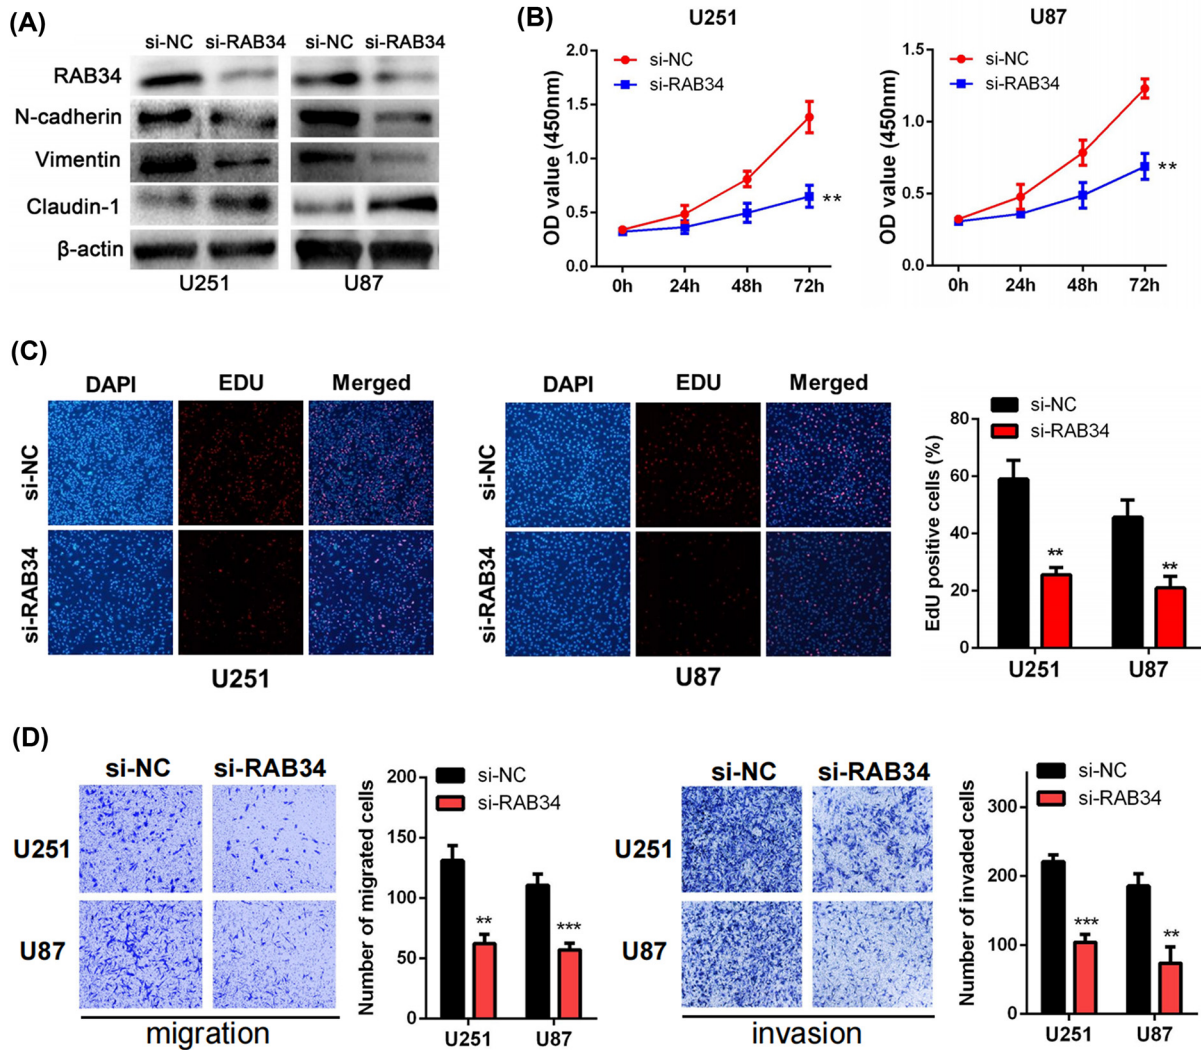 (A)
si-NC si-RAB34 si-NC si-RAB34
RAB34
N-cadherin
Vimentin
Claudin-1
β-actin
U251 U87
(B)
U251
si-NC
si-RAB34
OD value (450nm)
2.0
1.5
1.0
0.5
0.0
**
0h 24h 48h 72h
U87
si-NC
si-RAB34
OD value (450nm)
1.5
1.0
0.5
0.0
**
0h 24h 48h 72h
(C)
DAPI EDU Merged
si-NC
si-RAB34
U251
DAPI EDU Merged
si-NC
si-RAB34
U87
si-NC
si-RAB34
EdU positive cells (%)
80
60
40
20
0
** **
U251 U87
(D)
si-NC si-RAB34
U251
U87
migration
si-NC
si-RAB34
Number of migrated cells
200
150
100
50
0
** ***
U251 U87
si-NC si-RAB34
U251
U87
invasion
si-NC
si-RAB34
Number of invaded cells
300
200
100
0
*** **
U251 U87